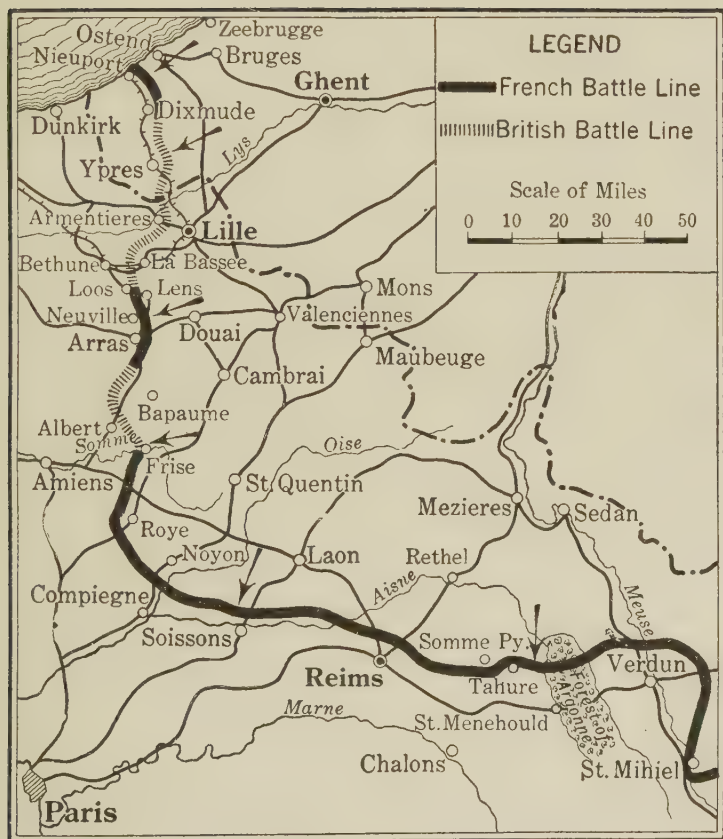 Zeebrugge
Ostend
Nieuport
Bruges
LEGEND
French Battle Line
British Battle Line
Scale of Miles
0 10 20 30 40 50
Ghent
Dunkirk
Dixmude
Lys
Ypres
Armentieres
Lille
Bethune
La Bassee
Loos
Lens
Mons
Neuville
Douai
Valenciennes
Arras
Maubeuge
Cambrai
Bapaume
Albert
Somme
Oise
Frise
Amiens
St. Quentin
Mezieres
Sedan
Roye
Noyon
Laon
Rethel
Compiegne
Aisne
Meuse
Soissons
Somme Py.
Verdun
Reims
Tahure
Forest of
Argonne
Marne
St. Menehould
Chalons
St. Mihiel
Paris